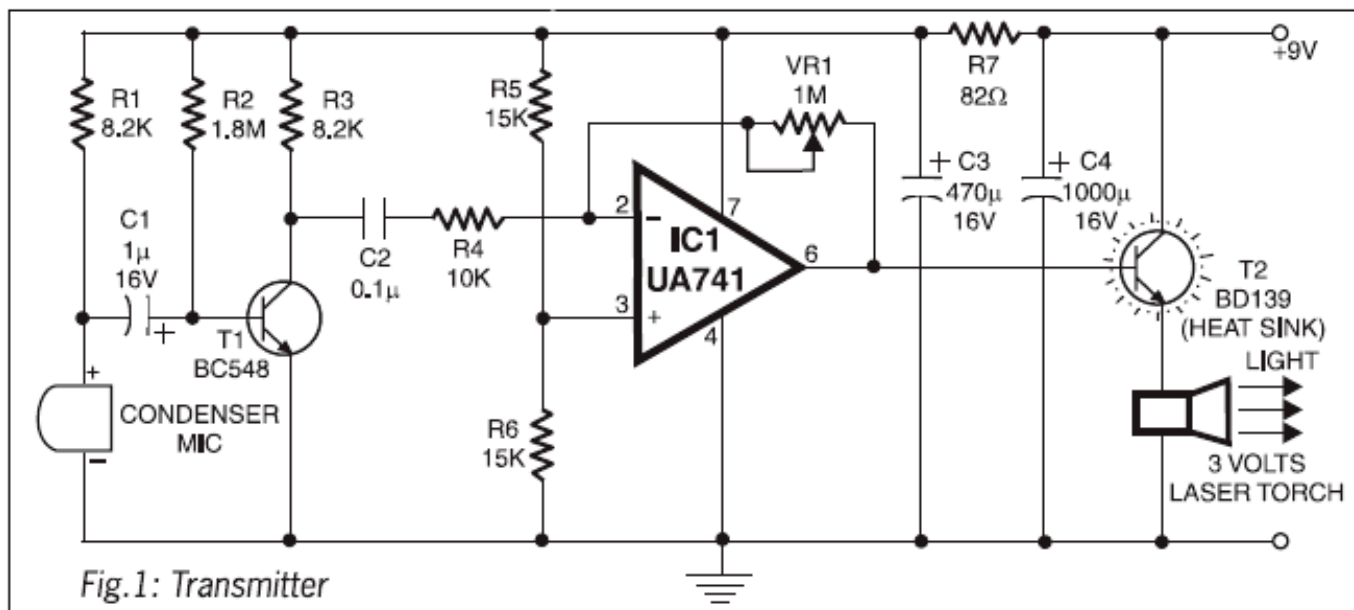 +9V
R1
8.2K
R2
1.8M
R3
8.2K
R5
15K
VR1
1M
R7
82Ω
C1
1µ
16V
+
T1
BC548
C2
0.1µ
R4
10K
2
−
7
IC1
UA741
6
3
+
4
+ C3
470µ
16V
+ C4
1000µ
16V
T2
BD139
(HEAT SINK)
LIGHT
+
CONDENSER
MIC
−
R6
15K
3 VOLTS
LASER TORCH
Fig.1: Transmitter